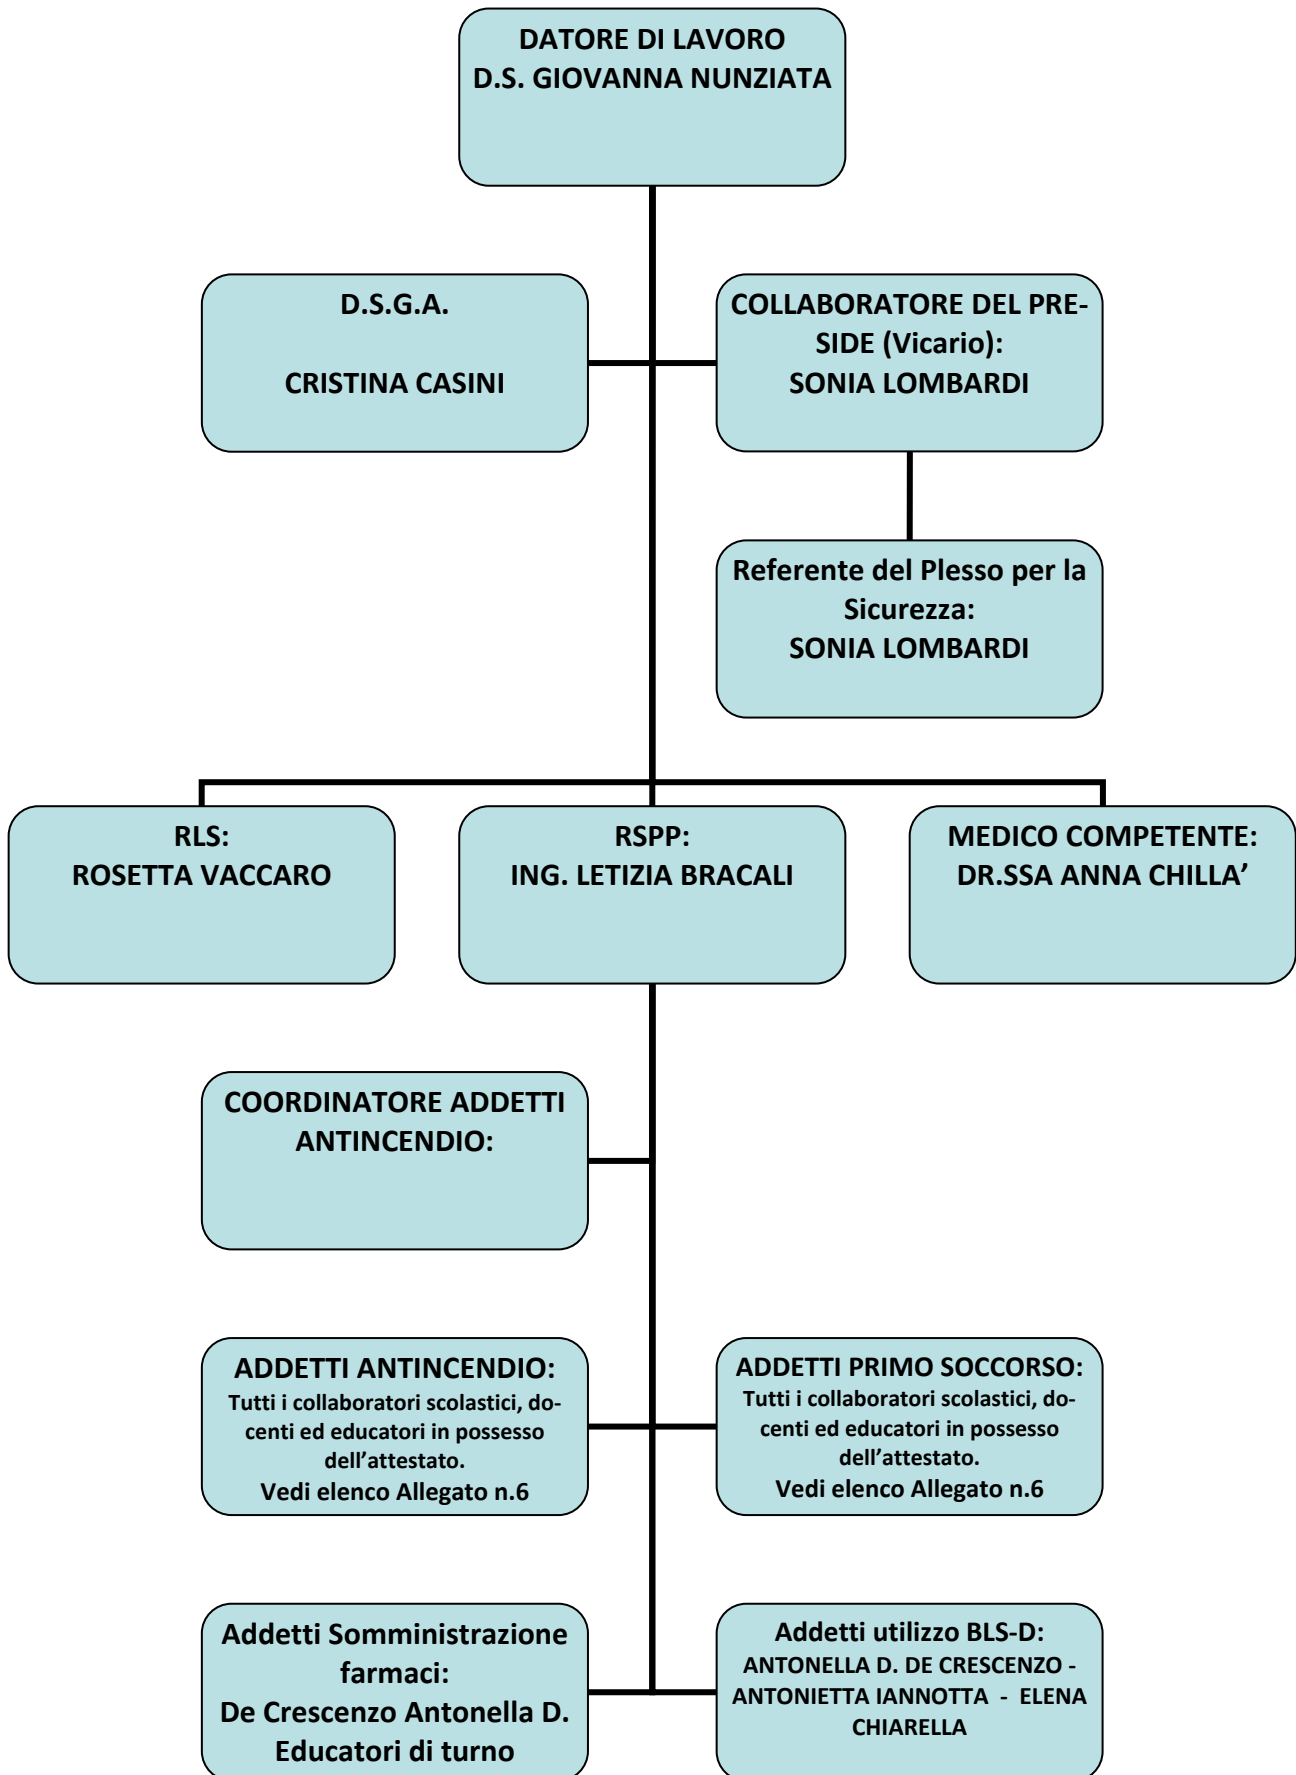 DATORE DI LAVORO
D.S. GIOVANNA NUNZIATA
D.S.G.A.
CRISTINA CASINI
COLLABORATORE DEL PRE-
SIDE (Vicario):
SONIA LOMBARDI
Referente del Plesso per la
Sicurezza:
SONIA LOMBARDI
RLS:
ROSETTA VACCARO
RSPP:
ING. LETIZIA BRACALI
MEDICO COMPETENTE:
DR.SSA ANNA CHILLA’
COORDINATORE ADDETTI
ANTINCENDIO:
ADDETTI ANTINCENDIO:
Tutti i collaboratori scolastici, do-
centi ed educatori in possesso
dell’attestato.
Vedi elenco Allegato n.6
ADDETTI PRIMO SOCCORSO:
Tutti i collaboratori scolastici, do-
centi ed educatori in possesso
dell’attestato.
Vedi elenco Allegato n.6
Addetti Somministrazione
farmaci:
De Crescenzo Antonella D.
Educatori di turno
Addetti utilizzo BLS-D:
ANTONELLA D. DE CRESCENZO -
ANTONIETTA IANNOTTA - ELENA
CHIARELLA